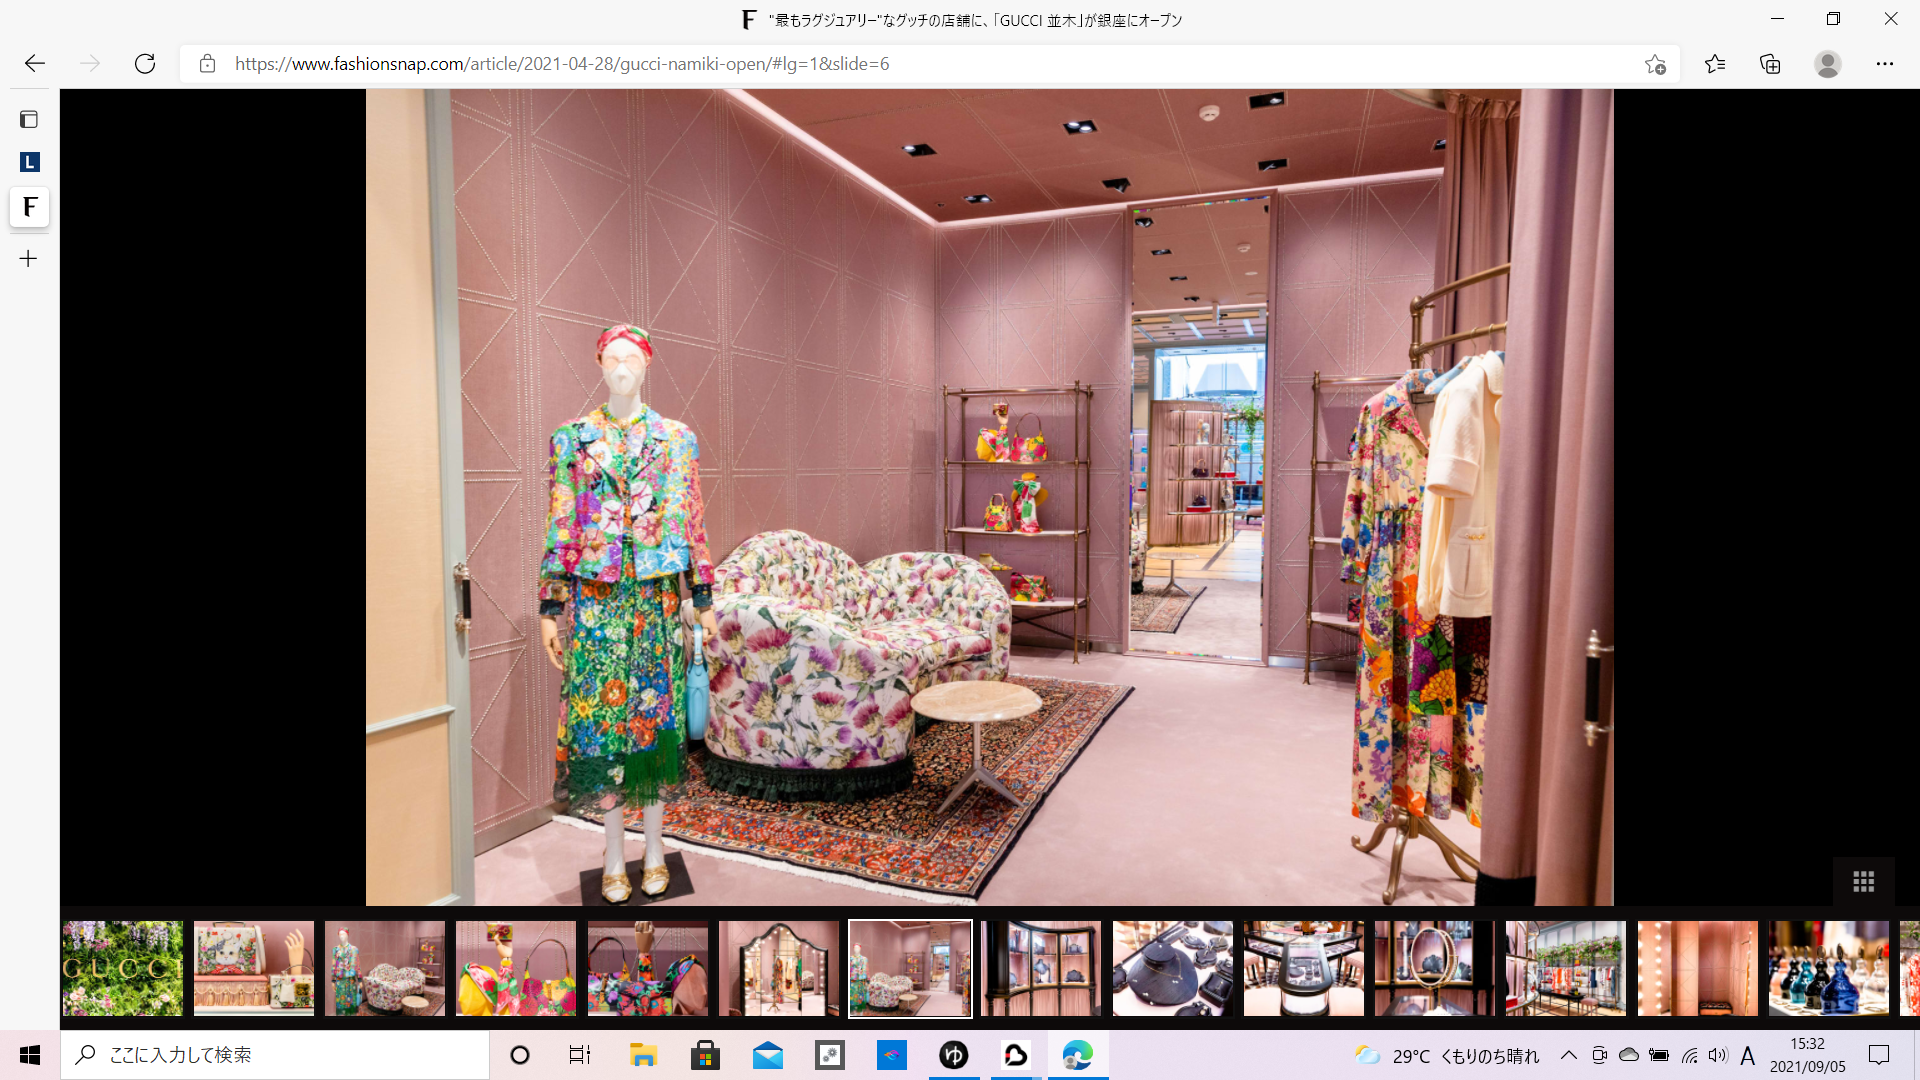 "最もラグジュアリー"なグッチの店舗に、「GUCCI 並木」が銀座にオープン
https://www.fashionsnap.com/article/2021-04-28/gucci-namiki-open/#lg=1&slide=6
L
F
GUCCI
ここに入力して検索
ゆ
29°C くもりのち晴れ
A
15:32
2021/09/05